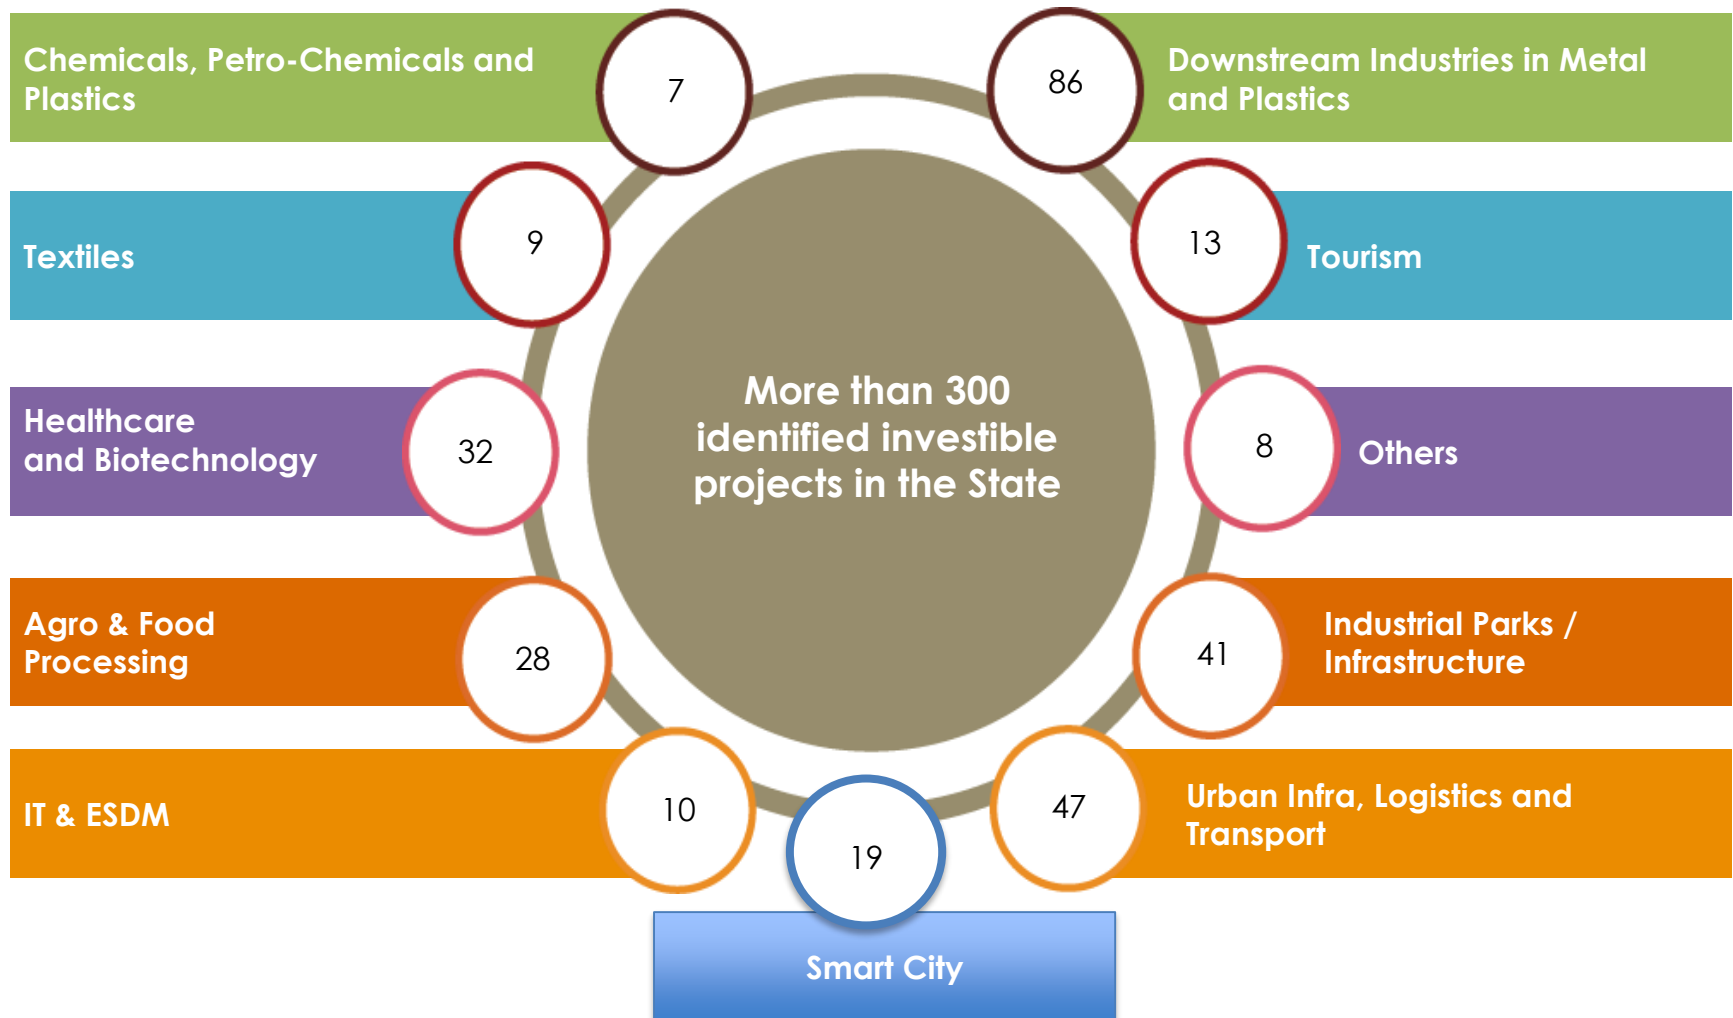 Chemicals, Petro-Chemicals and
Plastics
7
86
Downstream Industries in Metal
and Plastics
Textiles
9
13
Tourism
Healthcare
and Biotechnology
32
More than 300
identified investible
projects in the State
8
Others
Agro & Food
Processing
28
41
Industrial Parks /
Infrastructure
IT & ESDM
10
19
47
Urban Infra, Logistics and
Transport
Smart City